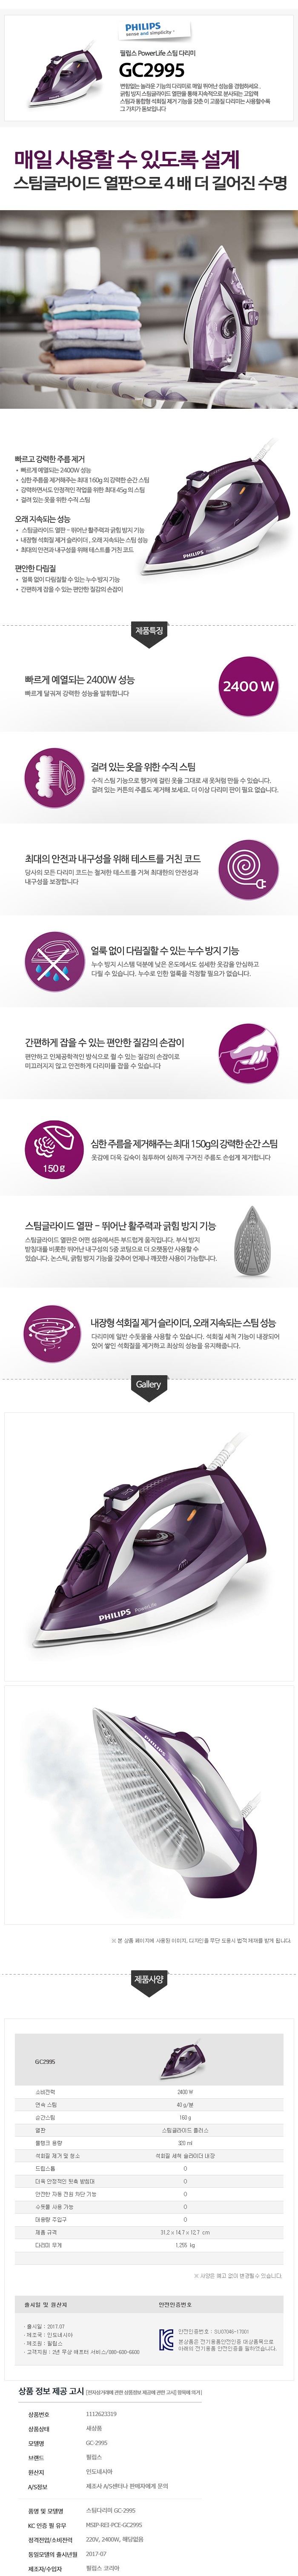 PHILIPS
sense and simplicity
필립스 PowerLife 스팀 다리미
GC2995
변함없는 놀라운 기능의 다리미로 매일 뛰어난 성능을 경험하세요.
긁힘 방지 스팀글라이드 열판을 통해 지속적으로 분사되는 고압력
스팀과 통합형 석회질 제거 기능을 갖춘 이 고품질 다리미는 사용할수록
그 가치가 돋보입니다
매일 사용할 수 있도록 설계
스팀글라이드 열판으로 4배 더 길어진 수명
빠르고 강력한 주름 제거
• 빠르게 예열되는 2400W 성능
• 심한 주름을 제거해주는 최대 160g 의 강력한 순간 스팀
• 강력하면서도 안정적인 작업을 위한 최대 45g 의 스팀
• 걸려 있는 옷을 위한 수직 스팀
오래 지속되는 성능
• 스팀글라이드 열판 - 뛰어난 활주력과 긁힘 방지 기능
• 내장형 석회질 제거 슬라이더, 오래 지속되는 스팀 성능
• 최대의 안전과 내구성을 위해 테스트를 거친 코드
편안한 다림질
• 얼룩 없이 다림질할 수 있는 누수 방지 기능
• 간편하게 잡을 수 있는 편안한 질감의 손잡이
제품특징
빠르게 예열되는 2400W 성능
빠르게 달궈져 강력한 성능을 발휘합니다
2400 W
걸려 있는 옷을 위한 수직 스팀
수직 스팀 기능으로 행거에 걸린 옷을 그대로 새 옷처럼 만들 수 있습니다.
걸려 있는 커튼의 주름도 제거해 보세요. 더 이상 다리미 판이 필요 없습니다.
최대의 안전과 내구성을 위해 테스트를 거친 코드
당사의 모든 다리미 코드는 철저한 테스트를 거쳐 최대한의 안전성과
내구성을 보장합니다
얼룩 없이 다림질할 수 있는 누수 방지 기능
누수 방지 시스템 덕분에 낮은 온도에서도 섬세한 옷감을 안심하고
다릴 수 있습니다. 누수로 인한 얼룩을 걱정할 필요가 없습니다.
간편하게 잡을 수 있는 편안한 질감의 손잡이
편안하고 인체공학적인 방식으로 쥘 수 있는 질감의 손잡이로
미끄러지지 않고 안전하게 다리미를 잡을 수 있습니다
150 g
심한 주름을 제거해주는 최대 150g의 강력한 순간 스팀
옷감에 더욱 깊숙이 침투하여 심하게 구겨진 주름도 손쉽게 제거합니다
스팀글라이드 열판 - 뛰어난 활주력과 긁힘 방지 기능
스팀글라이드 열판은 어떤 섬유에서든 부드럽게 움직입니다. 부식 방지
받침대를 비롯한 뛰어난 내구성의 5중 코팅으로 더 오랫동안 사용할 수
있습니다. 논스틱, 긁힘 방지 기능을 갖추어 언제나 깨끗한 사용이 가능합니다.
내장형 석회질 제거 슬라이더, 오래 지속되는 스팀 성능
다리미에 일반 수돗물을 사용할 수 있습니다. 석회질 세척 기능이 내장되어
있어 쌓인 석회질을 제거하고 최상의 성능을 유지해줍니다.
Gallery
PHILIPS PowerLife
PHILIPS
※ 본 상품 페이지에 사용된 이미지, 디자인을 무단 도용시 법적 제재를 받게 됩니다.
제품사양
GC2995
소비전력 2400 W
연속 스팀 40 g/분
순간스팀 150 g
열판 스팀글라이드 플러스
물탱크 용량 320 ml
석회질 제거 및 청소 석회질 세척 슬라이더 내장
드립스톱 O
더욱 안정적인 뒷축 받침대 O
안전한 자동 전원 차단 기능 O
수돗물 사용 가능 O
대용량 주입구 O
제품 규격 31.2 x 14.7 x 12.7 cm
다리미 무게 1.255 kg
※ 사양은 예고 없이 변경될수 있습니다.
출시일 및 원산지
안전인증번호
· 출시일 : 2017.07
· 제조국 : 인도네시아
· 제조원 : 필립스
· 고객지원 : 2년 무상 애프터 서비스/080-600-6600
안전인증번호 : SU07046-17001
본상품은 전기용품안전인증 대상품목으로
아래의 전기용품 안전인증을 필하였습니다.
상품 정보 제공 고시 [전자상거래에 관한 상품정보 제공에 관한 고시] 항목에 의거]
상품번호 1112623319
상품상태 새상품
모델명 GC-2995
브랜드 필립스
원산지 인도네시아
A/S정보 제조사 A/S센터나 판매자에게 문의
품명 및 모델명 스팀다리미 GC-2995
KC 인증 필 유무 MSIP-REI-PCE-GC2995
정격전압/소비전력 220V, 2400W, 해당없음
동일모델의 출시년월 2017-07
제조자/수입자 필립스 코리아